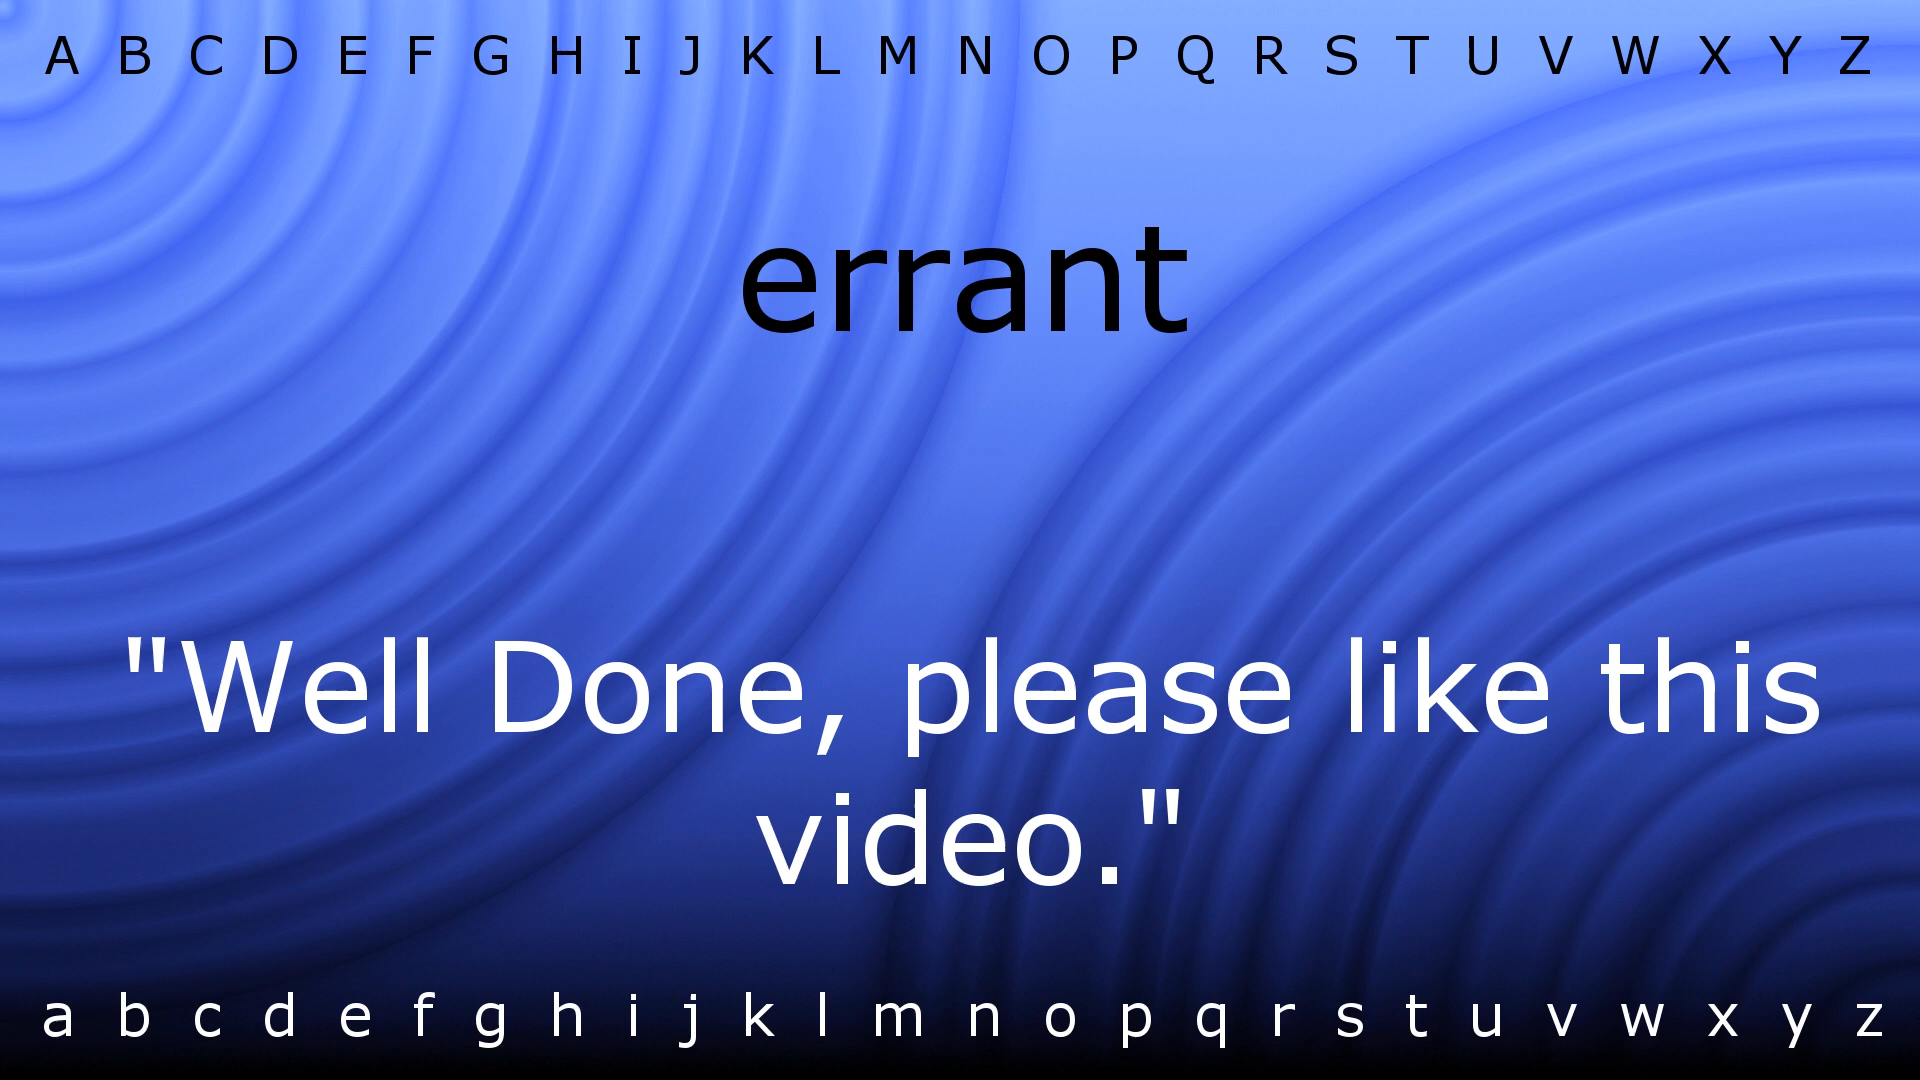 A B C D E F G H I J K L M N O P Q R S T U V W X Y Z
errant
"Well Done, please like this
video."
a b c d e f g h i j k l m n o p q r s t u v w x y z